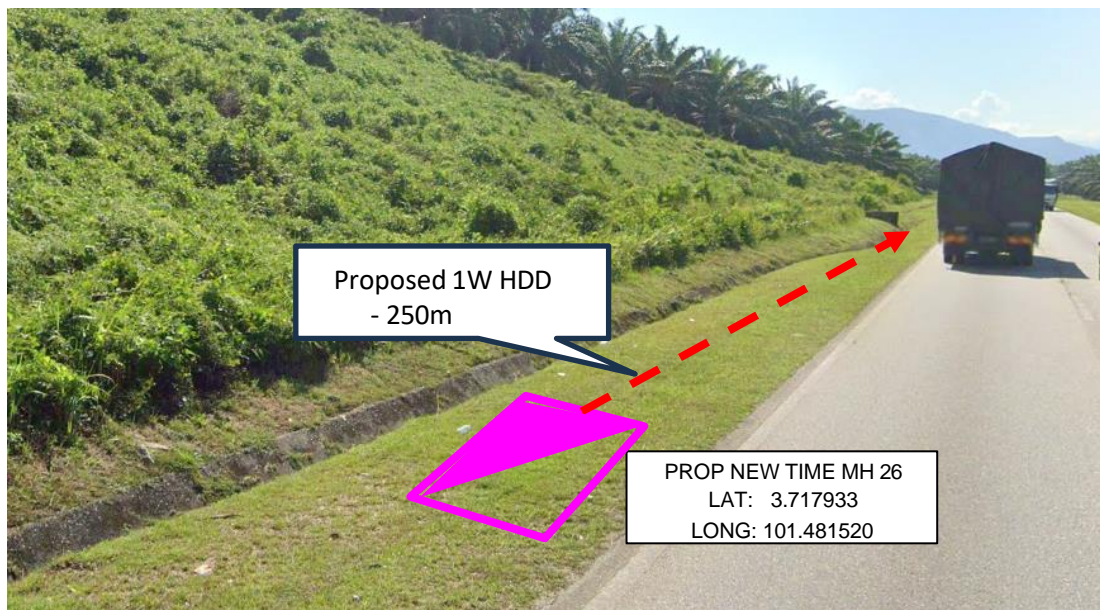 Proposed 1W HDD
- 250m
PROP NEW TIME MH 26
LAT: 3.717933
LONG: 101.481520